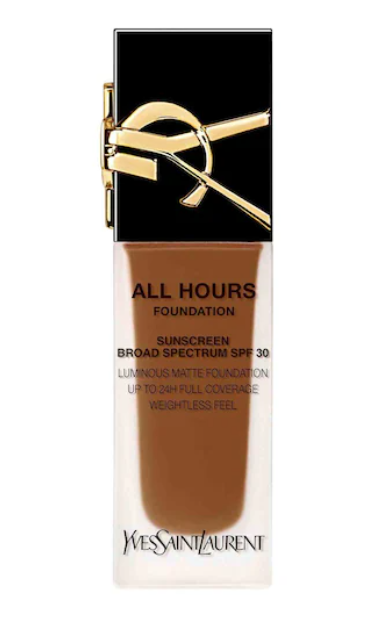 ALL HOURS
FOUNDATION
SUNSCREEN
BROAD SPECTRUM SPF 30
LUMINOUS MATTE FOUNDATION
UP TO 24H FULL COVERAGE
WEIGHTLESS FEEL
YVESSAINTLAURENT